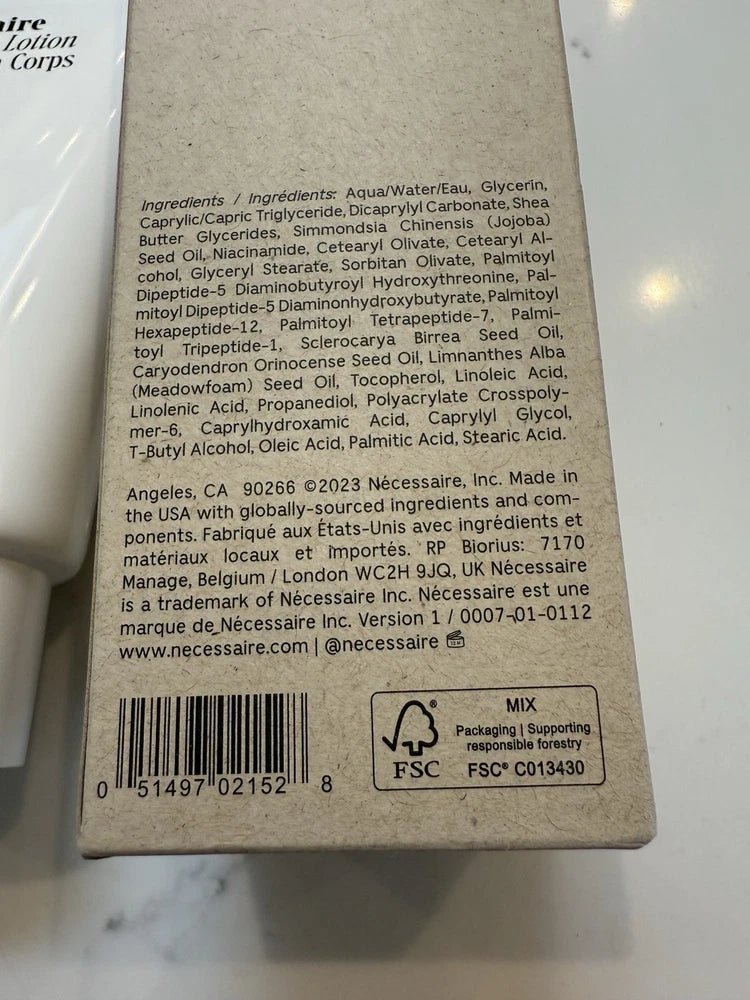 aire
Lotion
Corps
Ingredients / Ingrédients: Aqua/Water/Eau, Glycerin,
Caprylic/Capric Triglyceride, Dicaprylyl Carbonate, Shea
Butter Glycerides, Simmondsia Chinensis (Jojoba)
Seed Oil, Niacinamide, Cetearyl Olivate, Cetearyl Al-
cohol, Glyceryl Stearate, Sorbitan Olivate, Palmitoyl
Dipeptide-5 Diaminobutyroyl Hydroxythreonine, Pal-
mitoyl Dipeptide-5 Diaminonhydroxybutyrate, Palmitoyl
Hexapeptide-12, Palmitoyl Tetrapeptide-7, Palmi-
toyl Tripeptide-1, Sclerocarya Birrea Seed Oil,
Caryodendron Orinocense Seed Oil, Limnanthes Alba
(Meadowfoam) Seed Oil, Tocopherol, Linoleic Acid,
Linolenic Acid, Propanediol, Polyacrylate Crosspoly-
mer-6, Caprylhydroxamic Acid, Caprylyl Glycol,
T-Butyl Alcohol, Oleic Acid, Palmitic Acid, Stearic Acid.
Angeles, CA 90266 ©2023 Nécessaire, Inc. Made in
the USA with globally-sourced ingredients and com-
ponents. Fabriqué aux États-Unis avec ingrédients et
matériaux locaux et importés. RP Biorius: 7170
Manage, Belgium / London WC2H 9JQ, UK Nécessaire
is a trademark of Nécessaire Inc. Nécessaire est une
marque de Nécessaire Inc. Version 1 / 0007-01-0112
www.necessaire.com | @necessaire
0 51497 02152 8
FSC®
MIX
Packaging | Supporting
responsible forestry
FSC® C013430